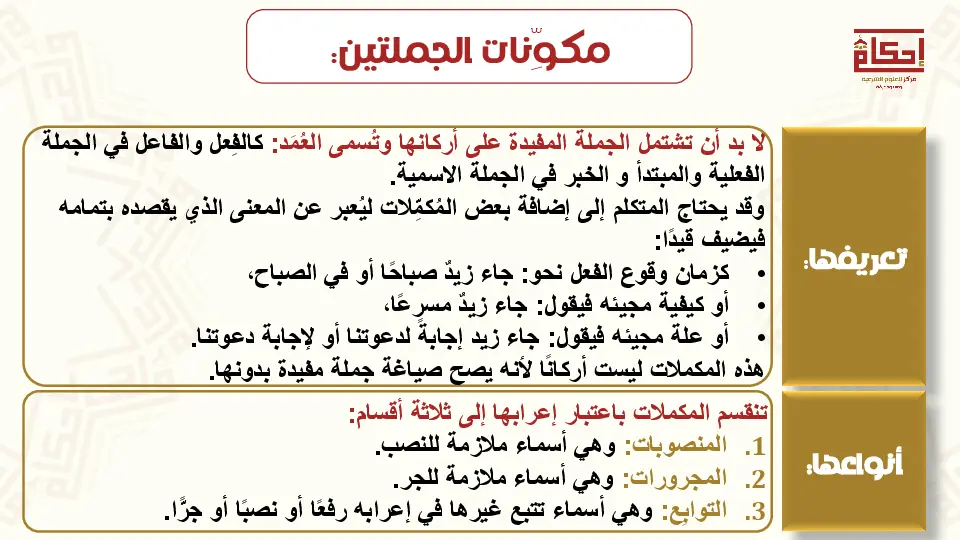 مكوِّنات الجملتين:
إحكام
مركز للعلوم الشرعية
تعريفها:
لا بد أن تشتمل الجملة المفيدة على أركانها وتُسمى العُمَد: كالفِعل والفاعل في الجملة
الفعلية والمبتدأ و الخبر في الجملة الاسمية.
وقد يحتاج المتكلم إلى إضافة بعض المُكمِّلات ليُعبر عن المعنى الذي يقصده بتمامه
فيضيف قيدًا:
• كزمان وقوع الفعل نحو: جاء زيدٌ صباحًا أو في الصباح،
• أو كيفية مجيئه فيقول: جاء زيدٌ مسرعًا،
• أو علة مجيئه فيقول: جاء زيد إجابةً لدعوتنا أو لإجابة دعوتنا.
هذه المكملات ليست أركانًا لأنه يصح صياغة جملة مفيدة بدونها.
أنواعها:
تنقسم المكملات باعتبار إعرابها إلى ثلاثة أقسام:
1. المنصوبات: وهي أسماء ملازمة للنصب.
2. المجرورات: وهي أسماء ملازمة للجر.
3. التوابِع: وهي أسماء تتبع غيرها في إعرابه رفعًا أو نصبًا أو جرًّا.